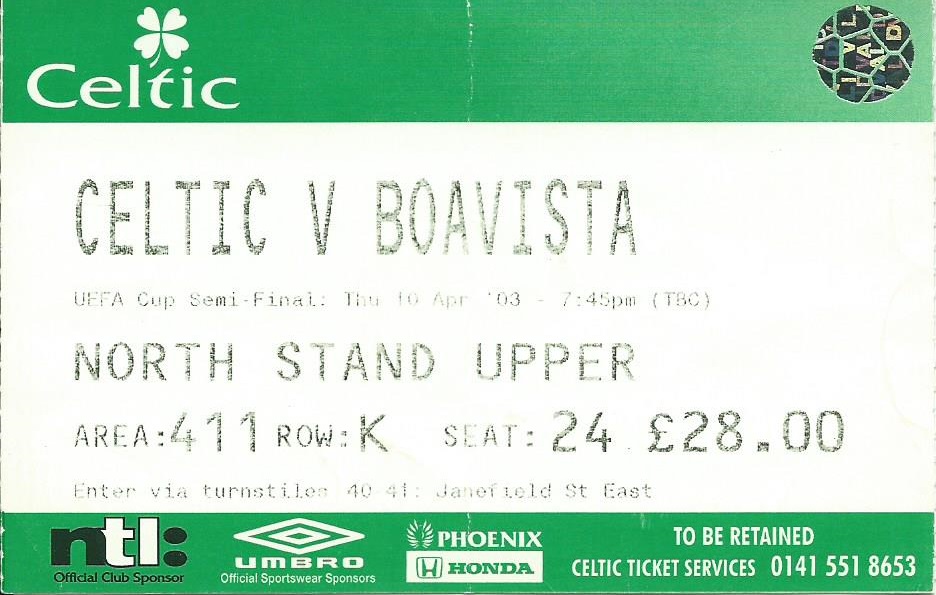 Celtic
CELTIC V BOAVISTA
UEFA Cup Semi-Final: Thu 10 Apr '03 - 7:45pm (TBC)
NORTH STAND UPPER
AREA:411 ROW:K SEAT: 24 £28.00
Enter via turnstiles 40-41: Janefield St East
ntl:
Official Club Sponsor
UMBRO
Official Sportswear Sponsors
PHOENIX
HONDA
TO BE RETAINED
CELTIC TICKET SERVICES 0141 551 8653